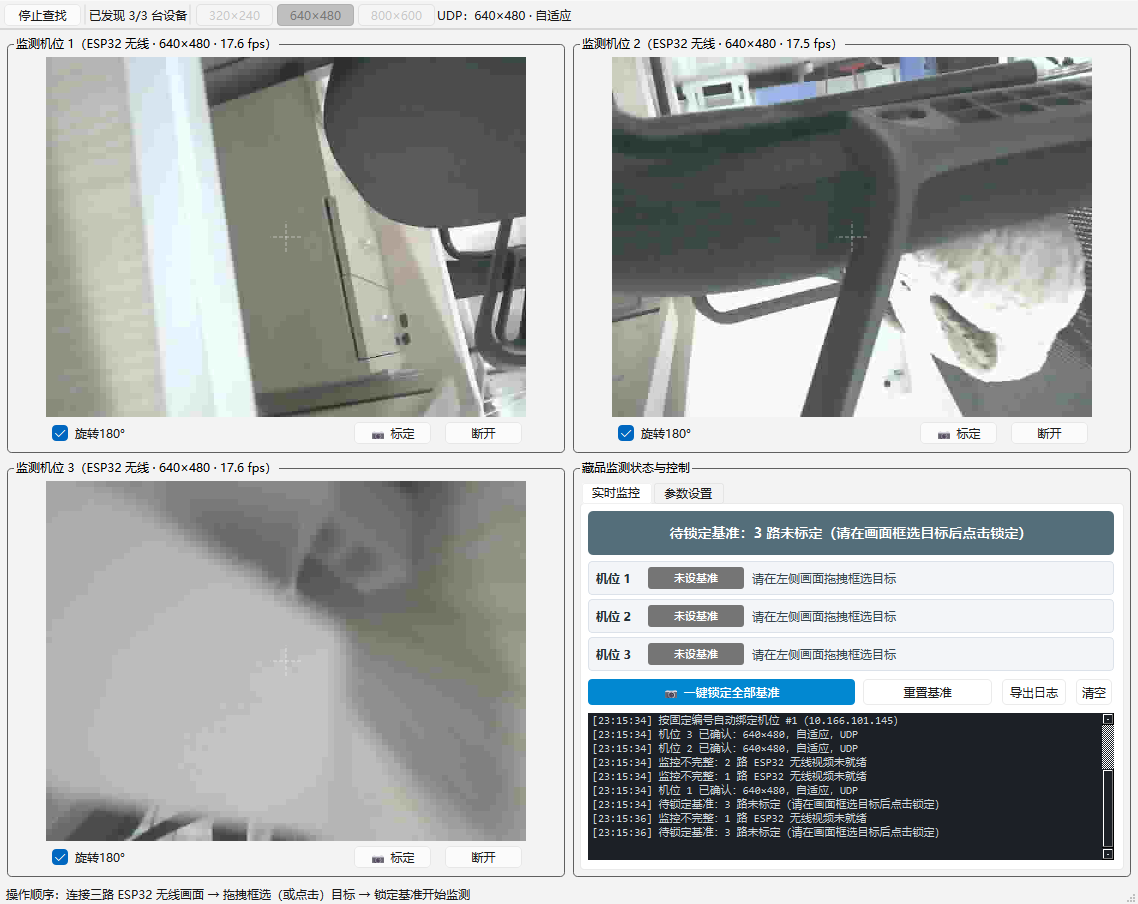 停止查找 已发现 3/3 台设备 320×240 640×480 800×600 UDP：640×480 · 自适应
监测机位 1（ESP32 无线 · 640×480 · 17.6 fps）
旋转180° 标定 断开
监测机位 2（ESP32 无线 · 640×480 · 17.5 fps）
旋转180° 标定 断开
监测机位 3（ESP32 无线 · 640×480 · 17.6 fps）
旋转180° 标定 断开
藏品监测状态与控制
实时监控 参数设置
待锁定基准：3 路未标定（请在画面框选目标后点击锁定）
机位 1 未设基准 请在左侧画面拖拽框选目标
机位 2 未设基准 请在左侧画面拖拽框选目标
机位 3 未设基准 请在左侧画面拖拽框选目标
一键锁定全部基准 重置基准 导出日志 清空
[23:15:34] 按固定编号自动绑定机位 #1 (10.166.101.145)
[23:15:34] 机位 3 已确认：640×480，自适应，UDP
[23:15:34] 机位 2 已确认：640×480，自适应，UDP
[23:15:34] 监控不完整：2 路 ESP32 无线视频未就绪
[23:15:34] 监控不完整：1 路 ESP32 无线视频未就绪
[23:15:34] 机位 1 已确认：640×480，自适应，UDP
[23:15:34] 待锁定基准：3 路未标定（请在画面框选目标后点击锁定）
[23:15:36] 监控不完整：1 路 ESP32 无线视频未就绪
[23:15:36] 待锁定基准：3 路未标定（请在画面框选目标后点击锁定）
操作顺序：连接三路 ESP32 无线画面 → 拖拽框选（或点击）目标 → 锁定基准开始监测